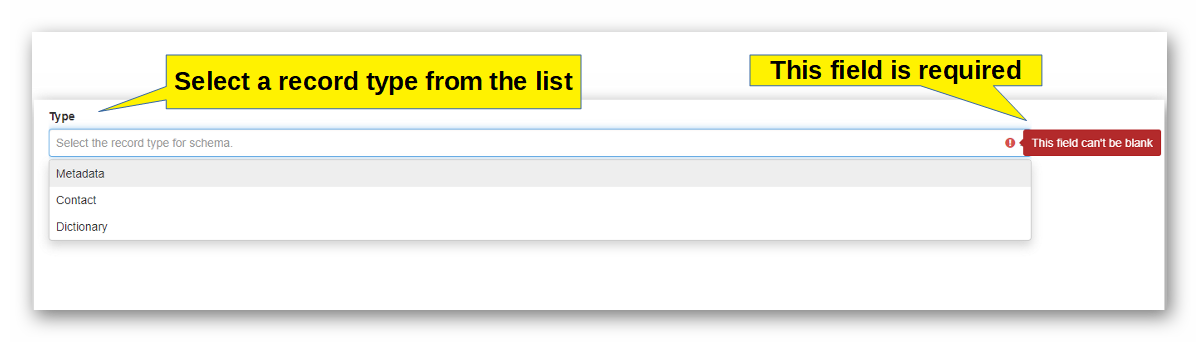 Select a record type from the list
This field is required
Type
Select the record type for schema.
This field can't be blank
Metadata
Contact
Dictionary